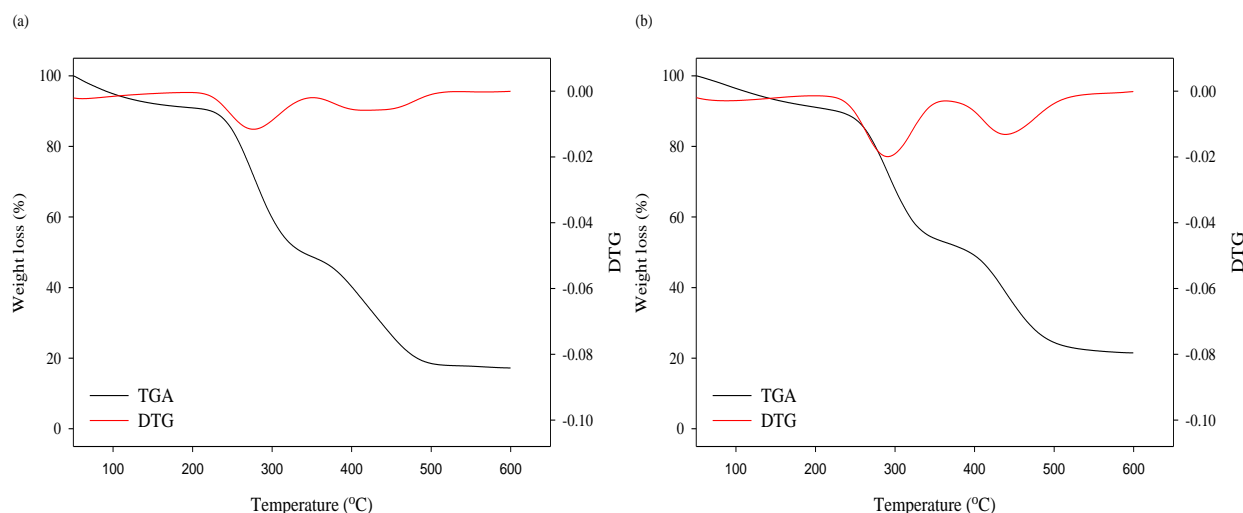 (a)
(b)
100
80
60
40
20
0
Weight loss (%)
0.00
-0.02
-0.04
-0.06
-0.08
-0.10
DTG
TGA
DTG
100 200 300 400 500 600
Temperature (°C)
100
80
60
40
20
0
Weight loss (%)
0.00
-0.02
-0.04
-0.06
-0.08
-0.10
DTG
TGA
DTG
100 200 300 400 500 600
Temperature (°C)